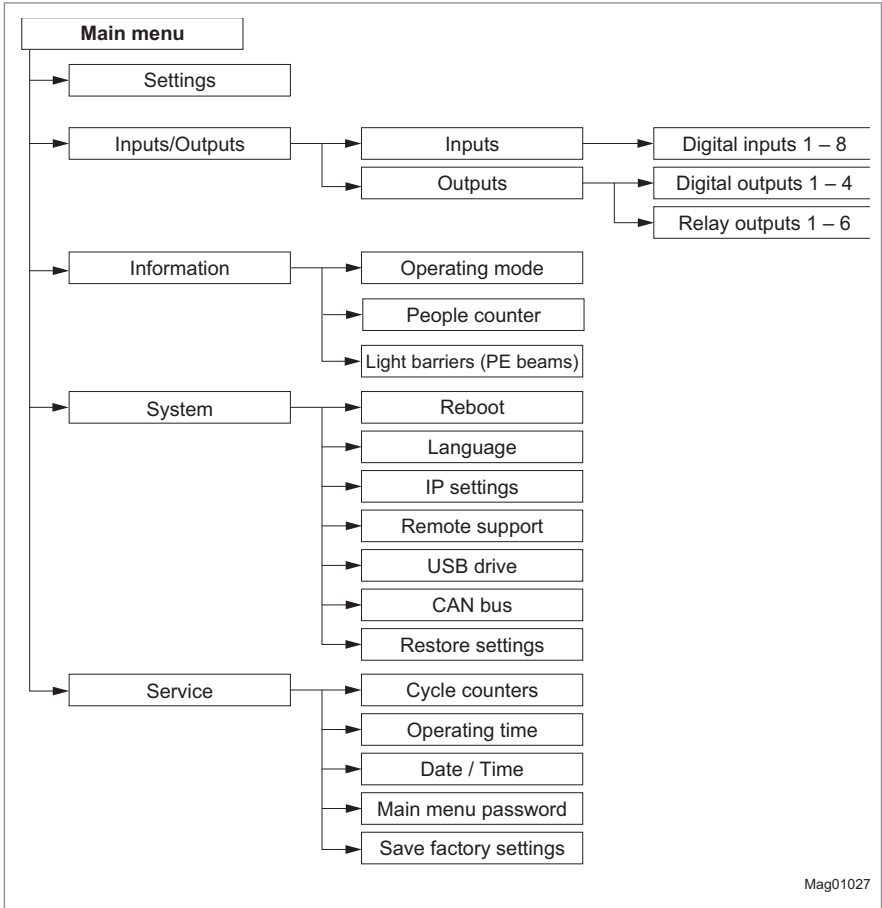 Main menu
Settings
Inputs/Outputs
Inputs
Digital inputs 1 – 8
Outputs
Digital outputs 1 – 4
Relay outputs 1 – 6
Information
Operating mode
People counter
Light barriers (PE beams)
System
Reboot
Language
IP settings
Remote support
USB drive
CAN bus
Restore settings
Service
Cycle counters
Operating time
Date / Time
Main menu password
Save factory settings
Mag01027